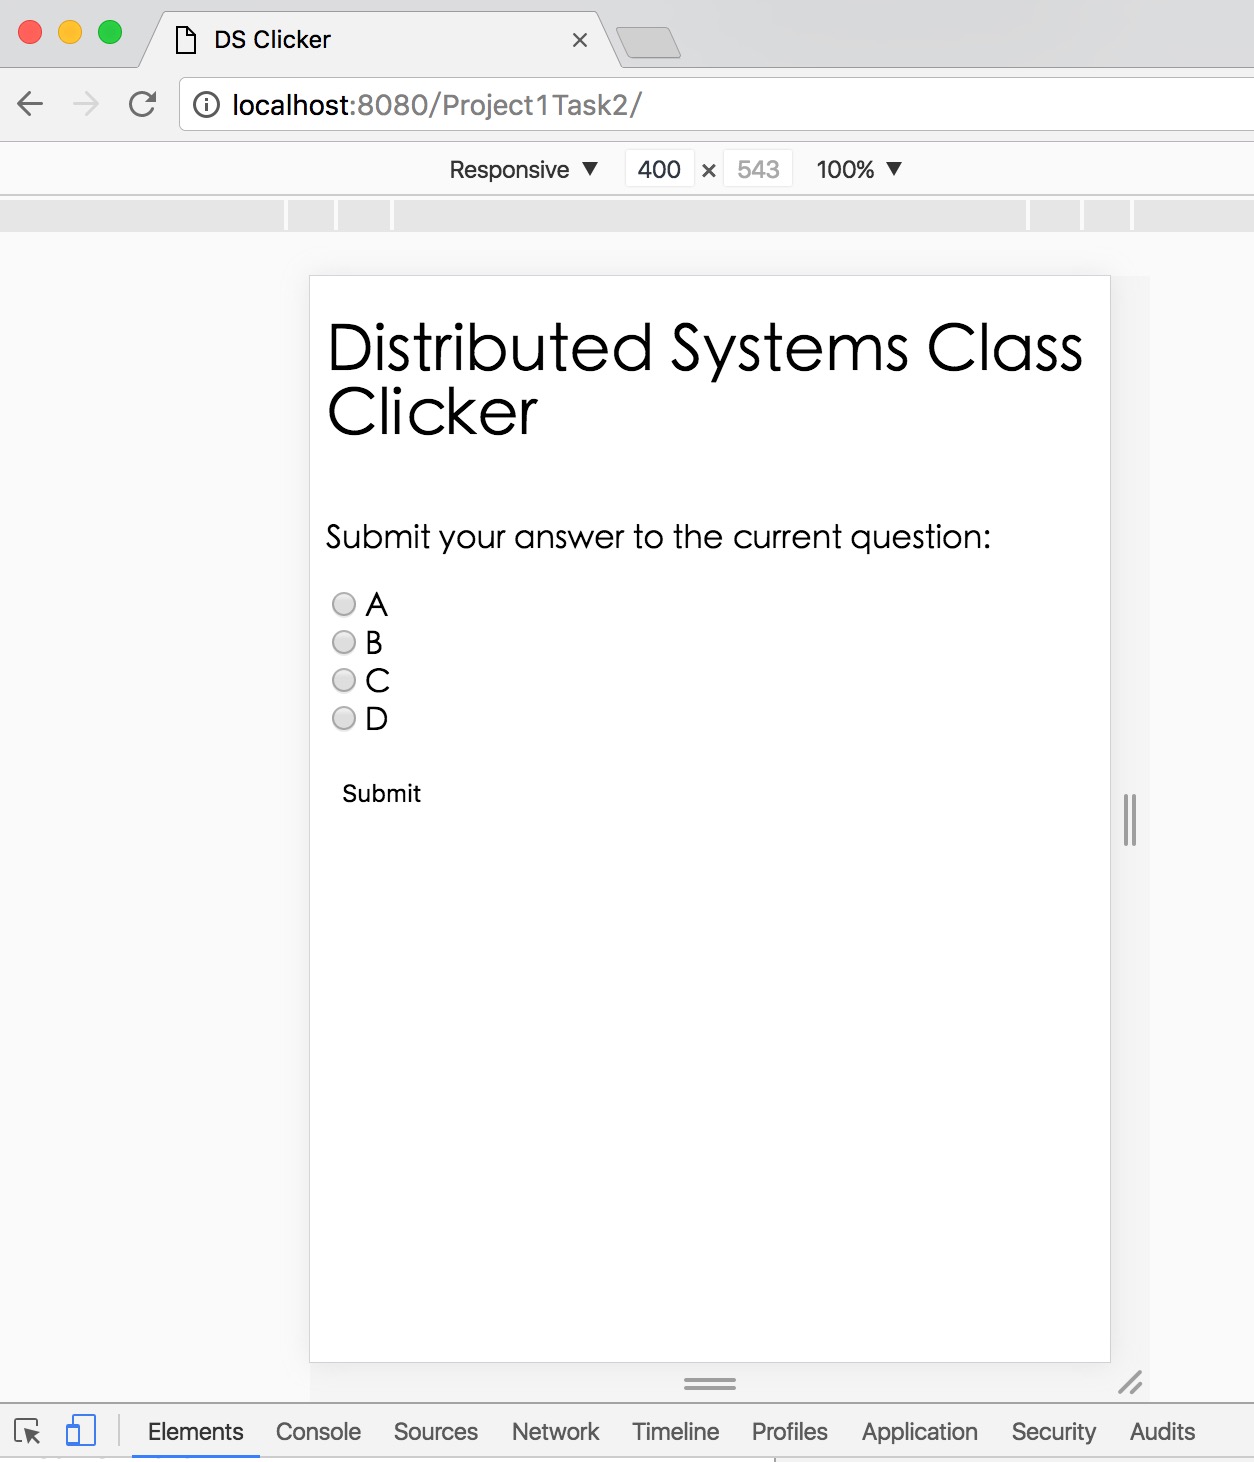 DS Clicker
localhost:8080/Project1Task2/
Responsive ▼ 400 × 543 100% ▼
Distributed Systems Class
Clicker
Submit your answer to the current question:
A
B
C
D
Submit
Elements Console Sources Network Timeline Profiles Application Security Audits